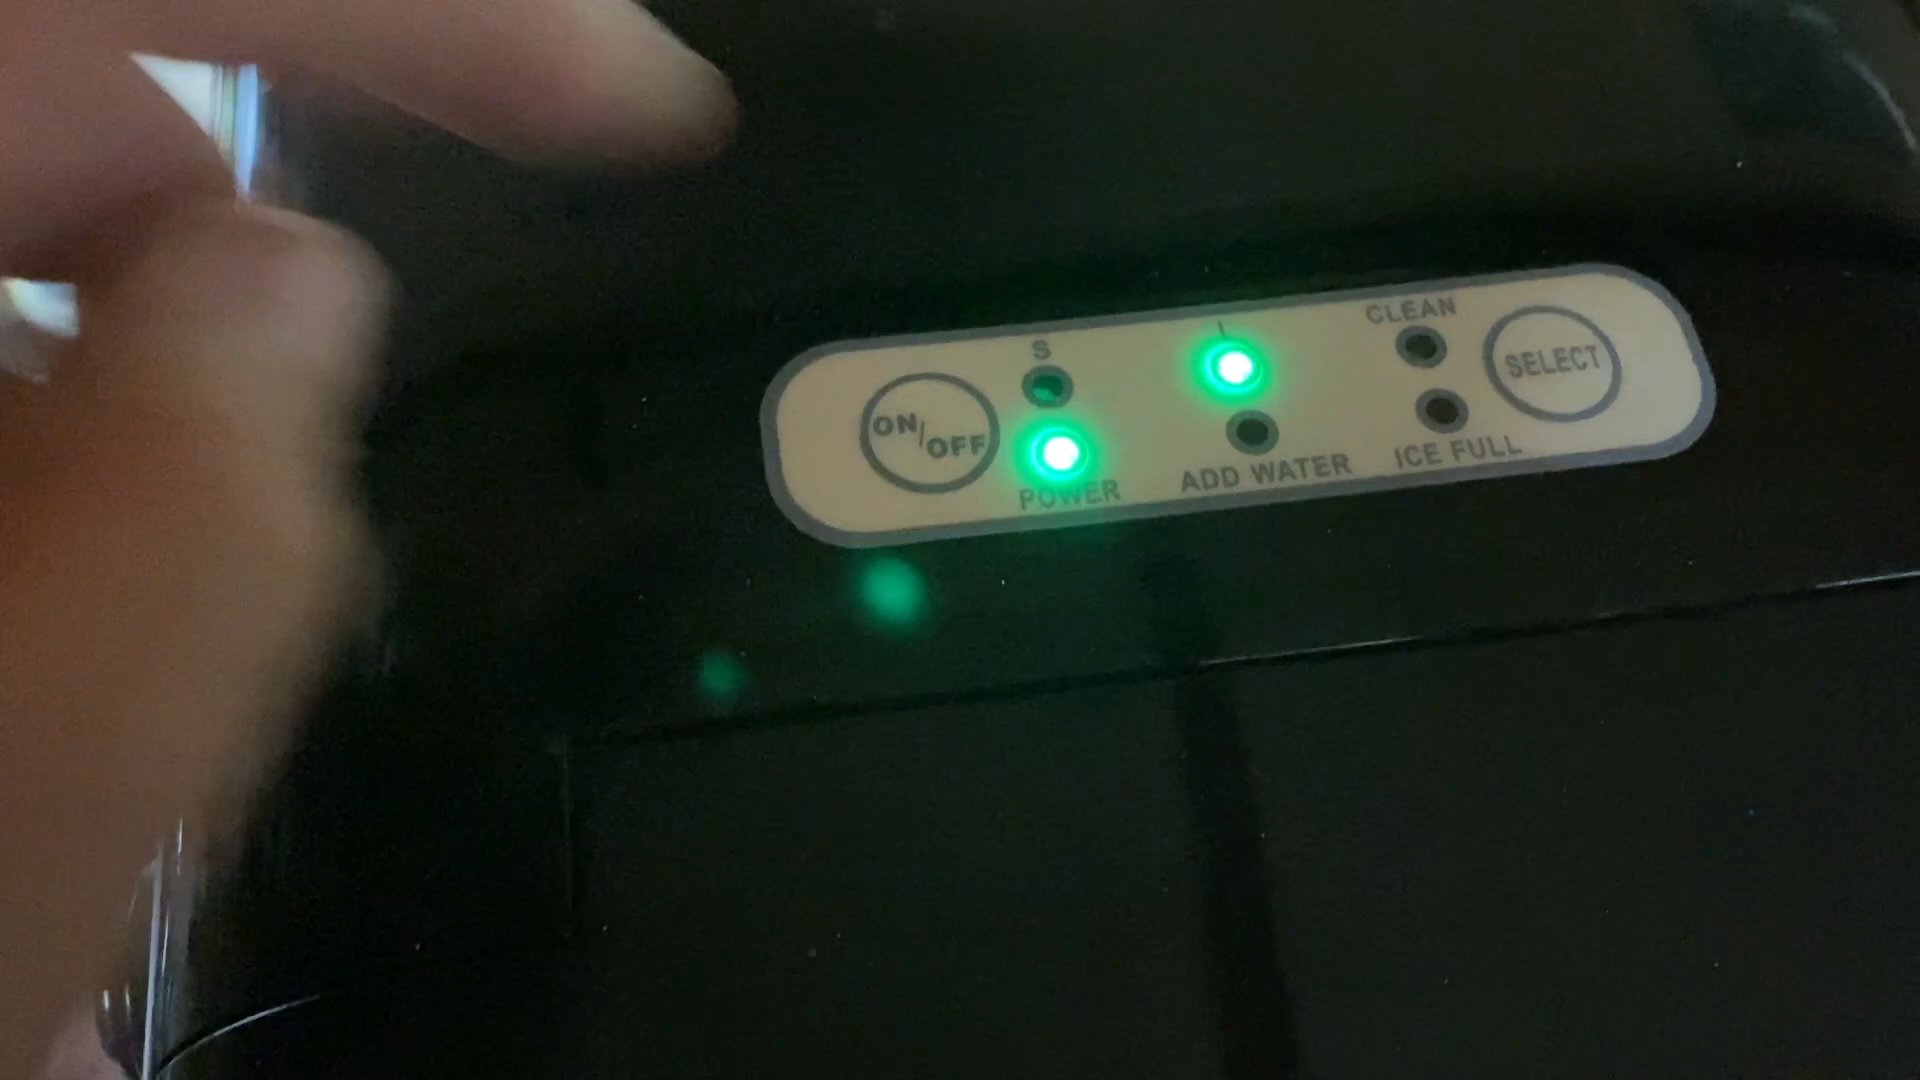 S
L
CLEAN
ON/OFF
SELECT
POWER
ADD WATER
ICE FULL